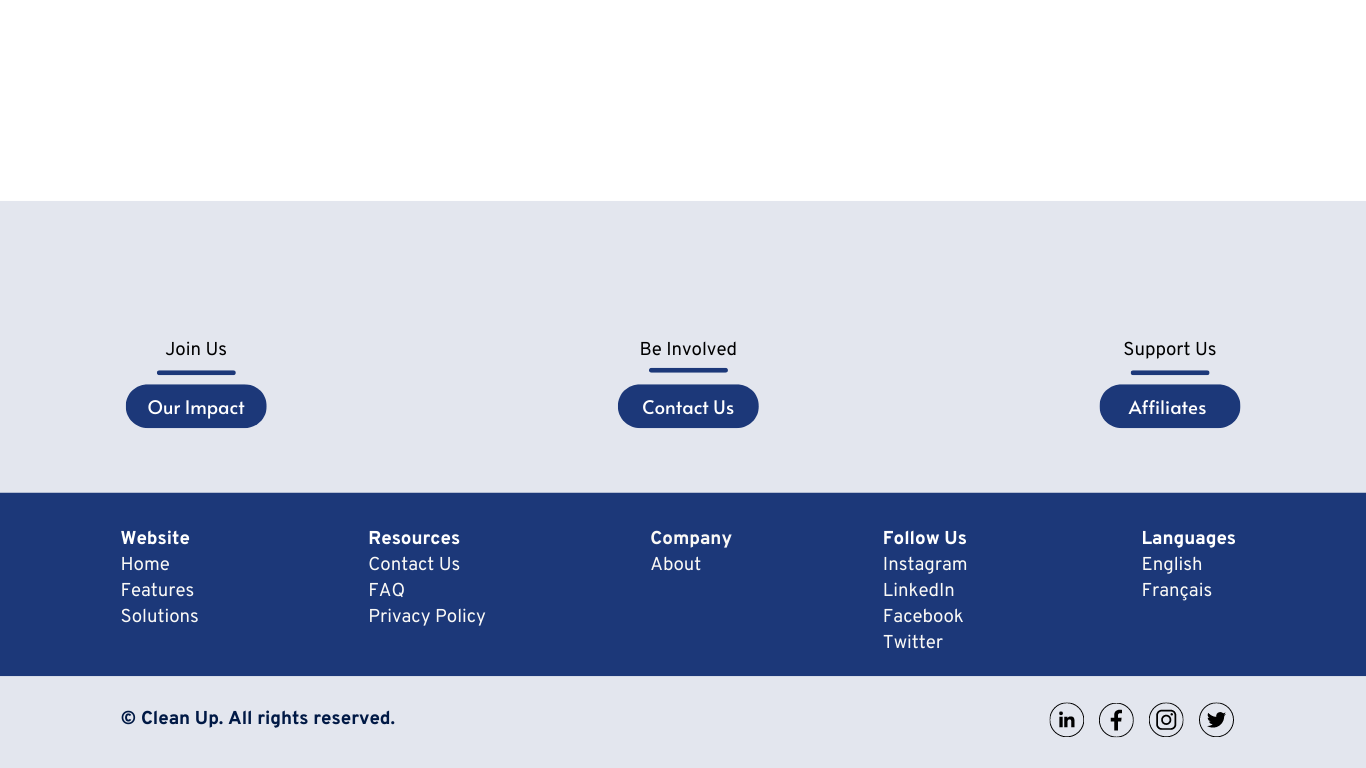 Join Us
Be Involved
Support Us
Our Impact
Contact Us
Affiliates
Website
Home
Features
Solutions
Resources
Contact Us
FAQ
Privacy Policy
Company
About
Follow Us
Instagram
LinkedIn
Facebook
Twitter
Languages
English
Français
© Clean Up. All rights reserved.
in
f